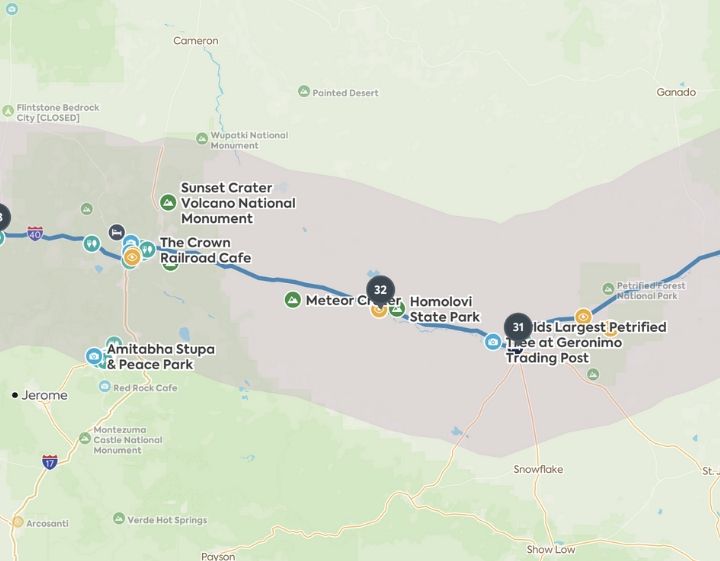 Cameron
Painted Desert
Ganado
Flintstone Bedrock
City [CLOSED]
Wupatki National
Monument
Sunset Crater
Volcano National
Monument
3
40
The Crown
Railroad Cafe
32
Meteor Crater
Homolovi
State Park
Petrified Forest
National Park
31
lds Largest Petrified
Tree at Geronimo
Trading Post
Amitabha Stupa
& Peace Park
Red Rock Cafe
Jerome
Montezuma
Castle National
Monument
17
Snowflake
St. J
Arcosanti
Verde Hot Springs
Payson
Show Low